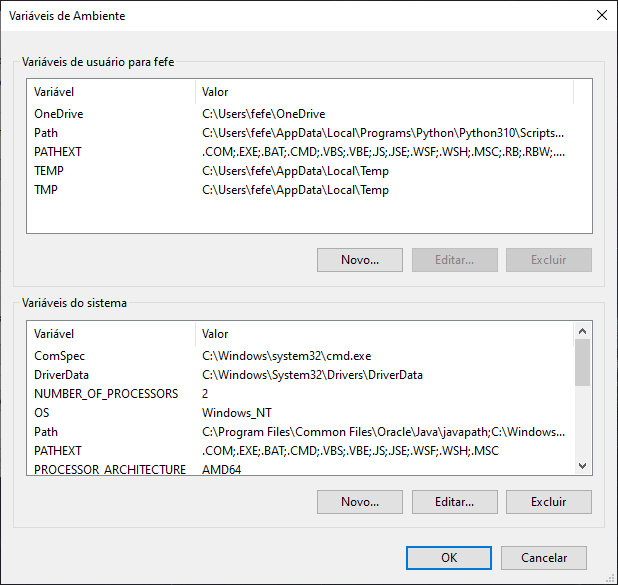 Variáveis de Ambiente
Variáveis de usuário para fefe
Variável Valor
OneDrive C:\Users\fefe\OneDrive
Path C:\Users\fefe\AppData\Local\Programs\Python\Python310\Scripts...
PATHEXT .COM;.EXE;.BAT;.CMD;.VBS;.VBE;.JS;.JSE;.WSF;.WSH;.MSC;.RB;.RBW;....
TEMP C:\Users\fefe\AppData\Local\Temp
TMP C:\Users\fefe\AppData\Local\Temp
Novo... Editar... Excluir
Variáveis do sistema
Variável Valor
ComSpec C:\Windows\system32\cmd.exe
DriverData C:\Windows\System32\Drivers\DriverData
NUMBER_OF_PROCESSORS 2
OS Windows_NT
Path C:\Program Files\Common Files\Oracle\Java\javapath;C:\Windows...
PATHEXT .COM;.EXE;.BAT;.CMD;.VBS;.VBE;.JS;.JSE;.WSF;.WSH;.MSC
PROCESSOR_ARCHITECTURE AMD64
Novo... Editar... Excluir
OK Cancelar